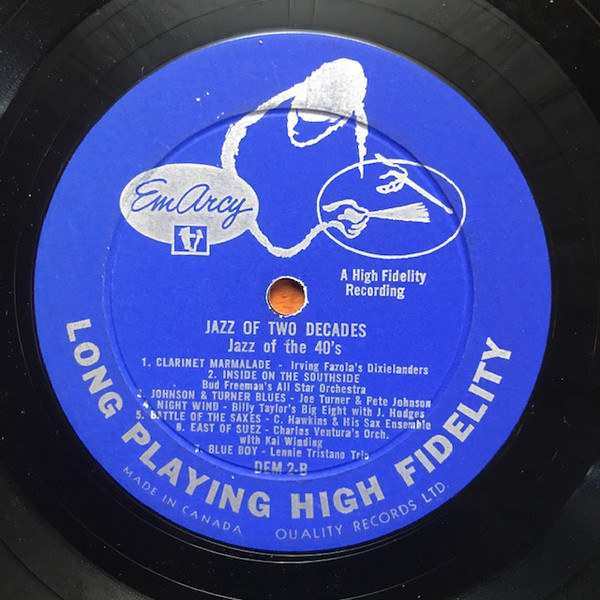 EmArcy
A High Fidelity
Recording
JAZZ OF TWO DECADES
Jazz of the 40's
1. CLARINET MARMALADE - Irving Fazola's Dixielanders
2. INSIDE ON THE SOUTHSIDE
Bud Freeman's All Star Orchestra
JOHNSON & TURNER BLUES - Joe Turner & Pete Johnson
NIGHT WIND - Billy Taylor's Big Eight with J. Hodges
5. BATTLE OF THE SAXES - C. Hawkins & His Sax Ensemble
6. EAST OF SUEZ - Charles Ventura's Orch.
with Kai Winding
7. BLUE BOY - Lennie Tristano Trio
DEM 2-B
LONG PLAYING HIGH FIDELITY
MADE IN CANADA QUALITY RECORDS LTD.